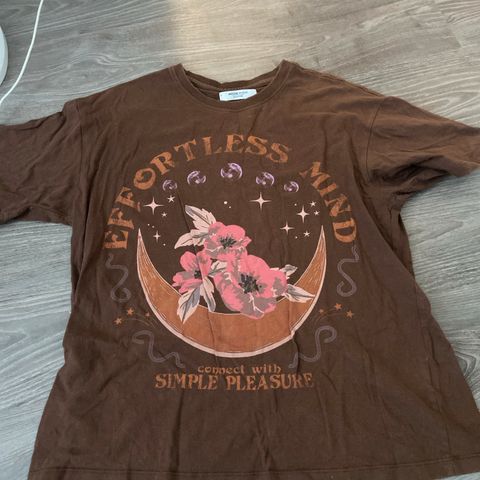 EFFORTLESS MIND
connect with
SIMPLE PLEASURE